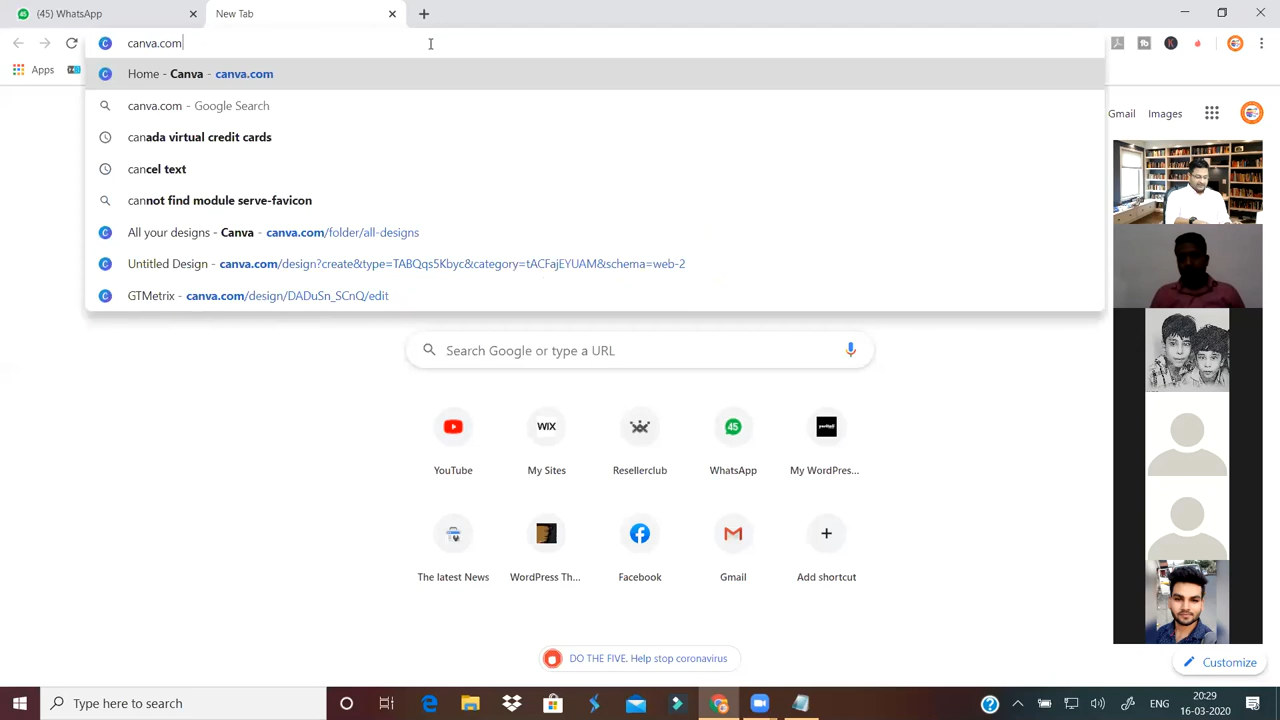 (45) WhatsApp
New Tab
canva.com
Apps
Home - Canva - canva.com
canva.com - Google Search
canada virtual credit cards
cancel text
cannot find module serve-favicon
All your designs - Canva - canva.com/folder/all-designs
Untitled Design - canva.com/design?create&type=TABQqs5Kbyc&category=tACFajEYUAM&schema=web-2
GTMetrix - canva.com/design/DADuSn_SCnQ/edit
Gmail Images
Search Google or type a URL
WIX
45
YouTube
My Sites
Resellerclub
WhatsApp
My WordPres...
The latest News
WordPress Th...
Facebook
Gmail
Add shortcut
DO THE FIVE. Help stop coronavirus
Customize
Type here to search
ENG
20:29
16-03-2020